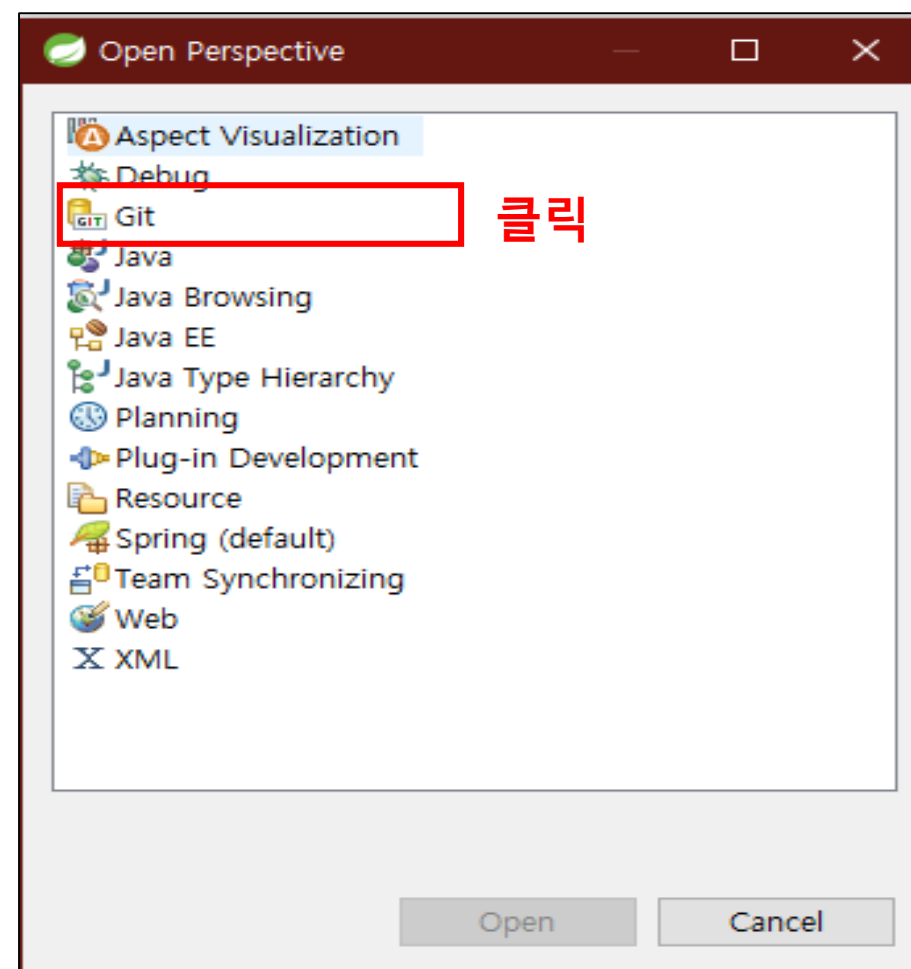 Open Perspective
Aspect Visualization
Debug
GIT Git
클릭
Java
Java Browsing
Java EE
Java Type Hierarchy
Planning
Plug-in Development
Resource
Spring (default)
Team Synchronizing
Web
X XML
Open
Cancel